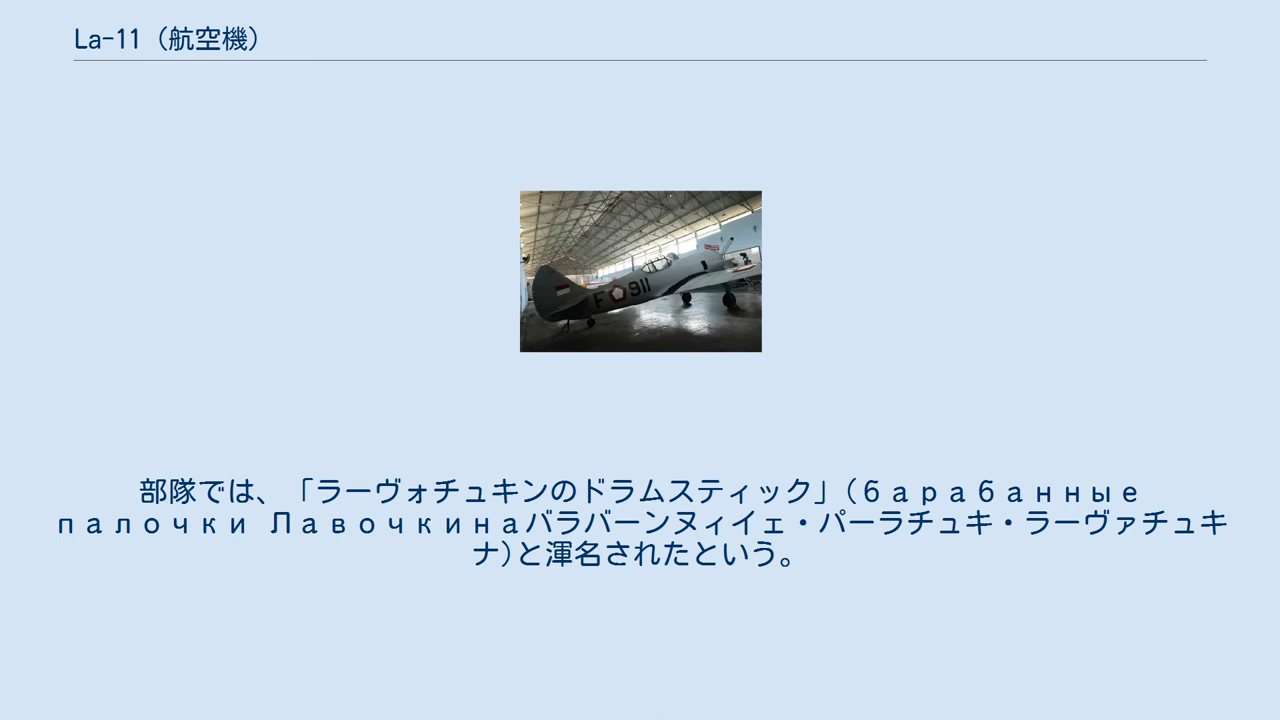 La-11（航空機）
F 911
部隊では、「ラーヴォチュキンのドラムスティック」（барабанные
палочки Лавочкинаバラバーンヌィイェ・パーラチュキ・ラーヴァチュキ
ナ）と渾名されたという。